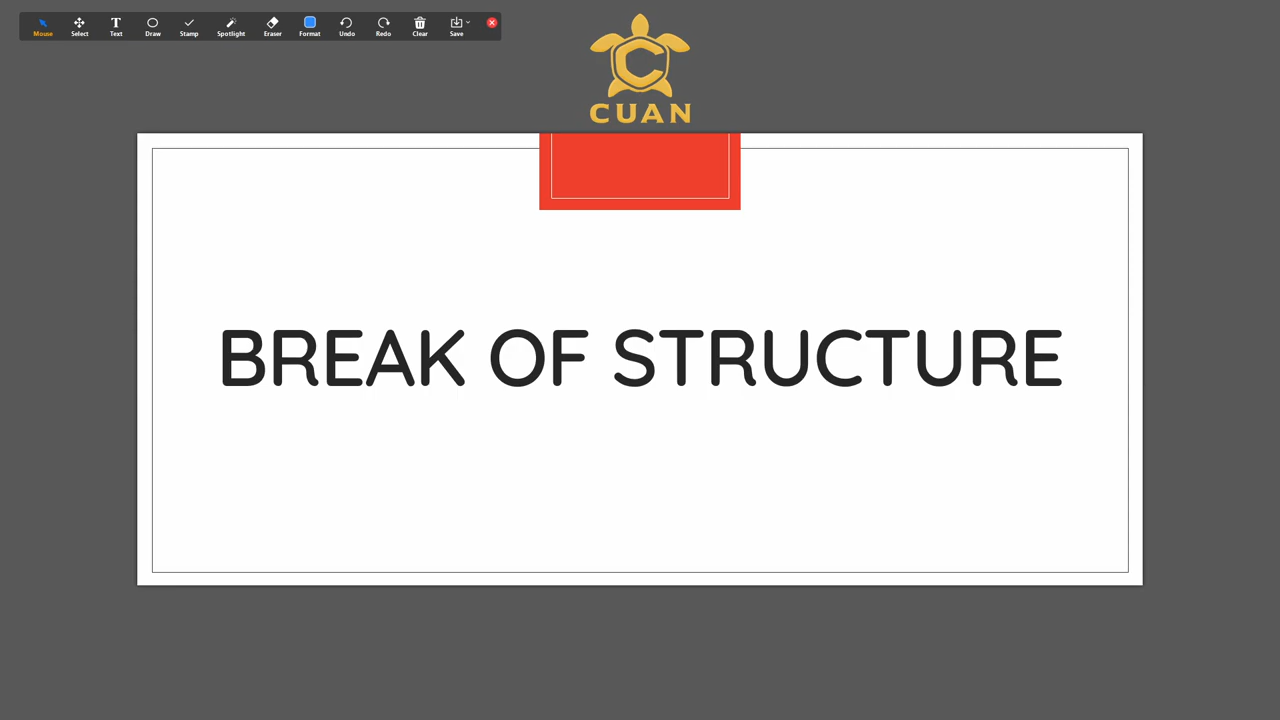 Mouse Select Text Draw Stamp Spotlight Eraser Format Undo Redo Clear Save
CUAN
BREAK OF STRUCTURE